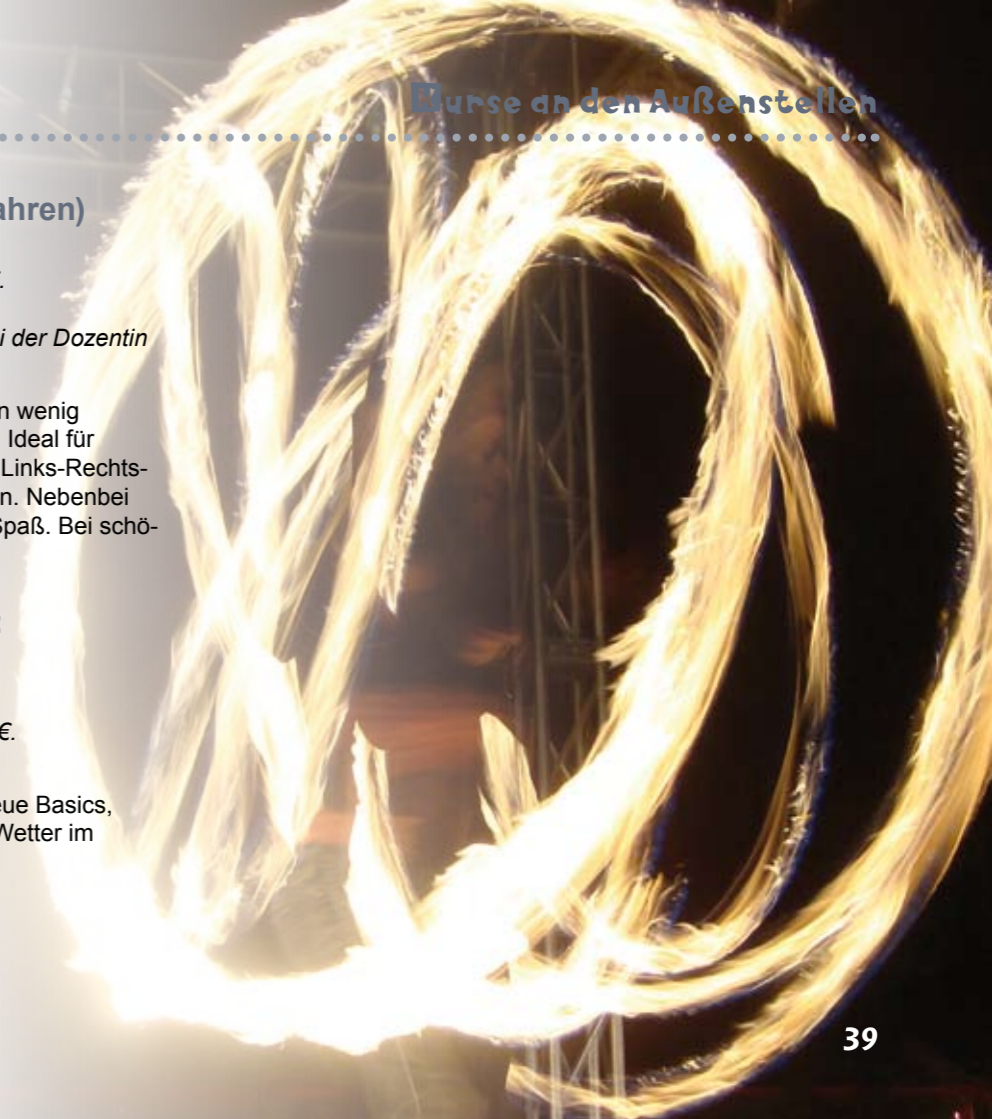 Kurse an den Außenstellen
ahren)
i der Dozentin
n wenig
Ideal für
Links-Rechts-
n. Nebenbei
Spaß. Bei schö-
€.
eue Basics,
Wetter im
39